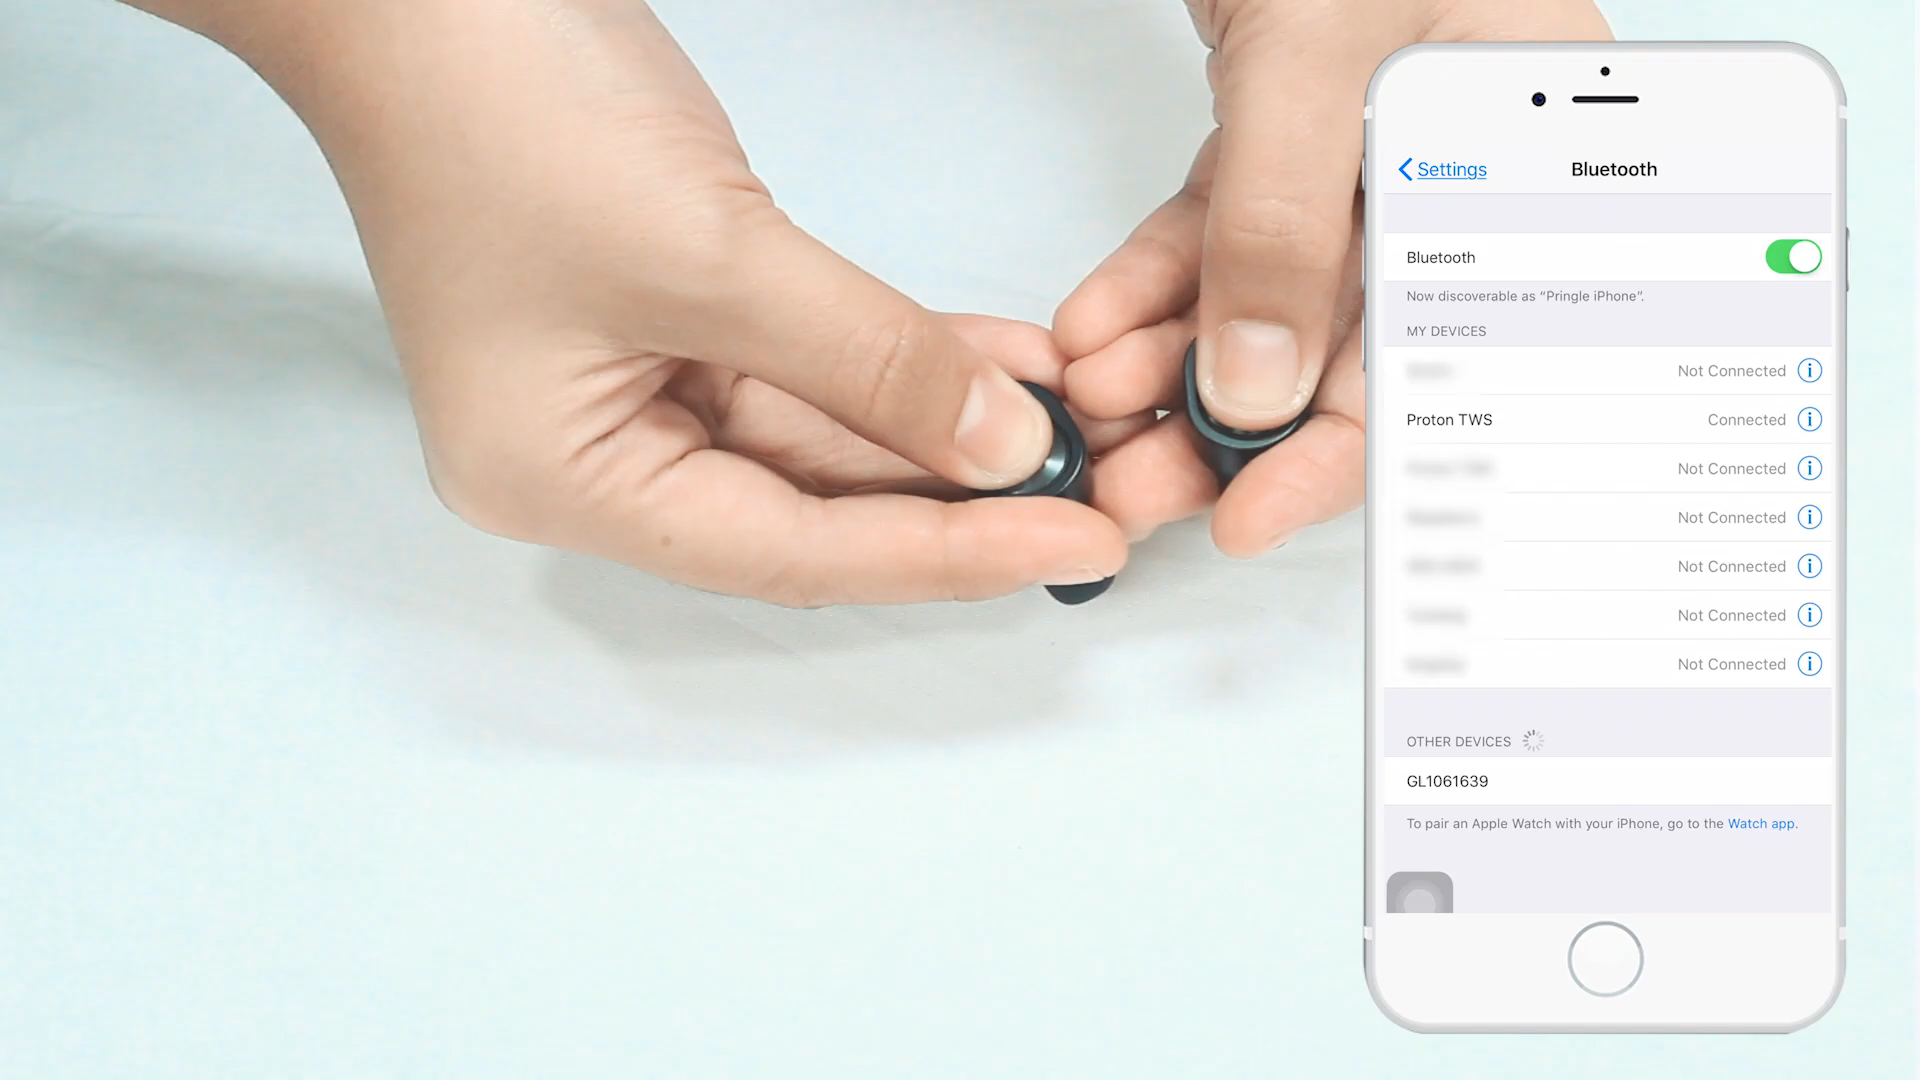 Settings
Bluetooth
Bluetooth
Now discoverable as “Pringle iPhone”.
MY DEVICES
Not Connected
Proton TWS Connected
Not Connected
Not Connected
Not Connected
Not Connected
Not Connected
OTHER DEVICES
GL1061639
To pair an Apple Watch with your iPhone, go to the Watch app.